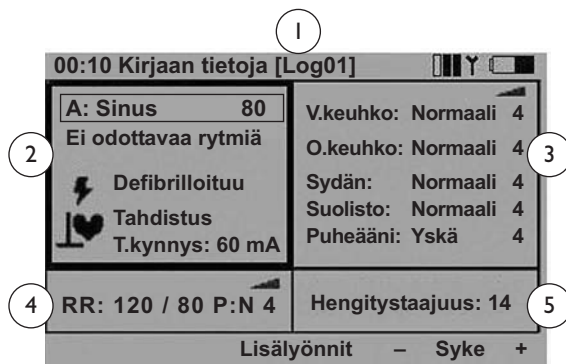 1
00:10 Kirjaan tietoja [Log01]
A: Sinus 80
Ei odottavaa rytmiä
Defibrilloituu
Tahdistus
T.kynnys: 60 mA
2
V.keuhko: Normaali 4
O.keuhko: Normaali 4
Sydän: Normaali 4
Suolisto: Normaali 4
Puheääni: Yskä 4
3
4
RR: 120 / 80 P:N 4
Hengitystaajuus: 14
5
Lisälyönnit – Syke +